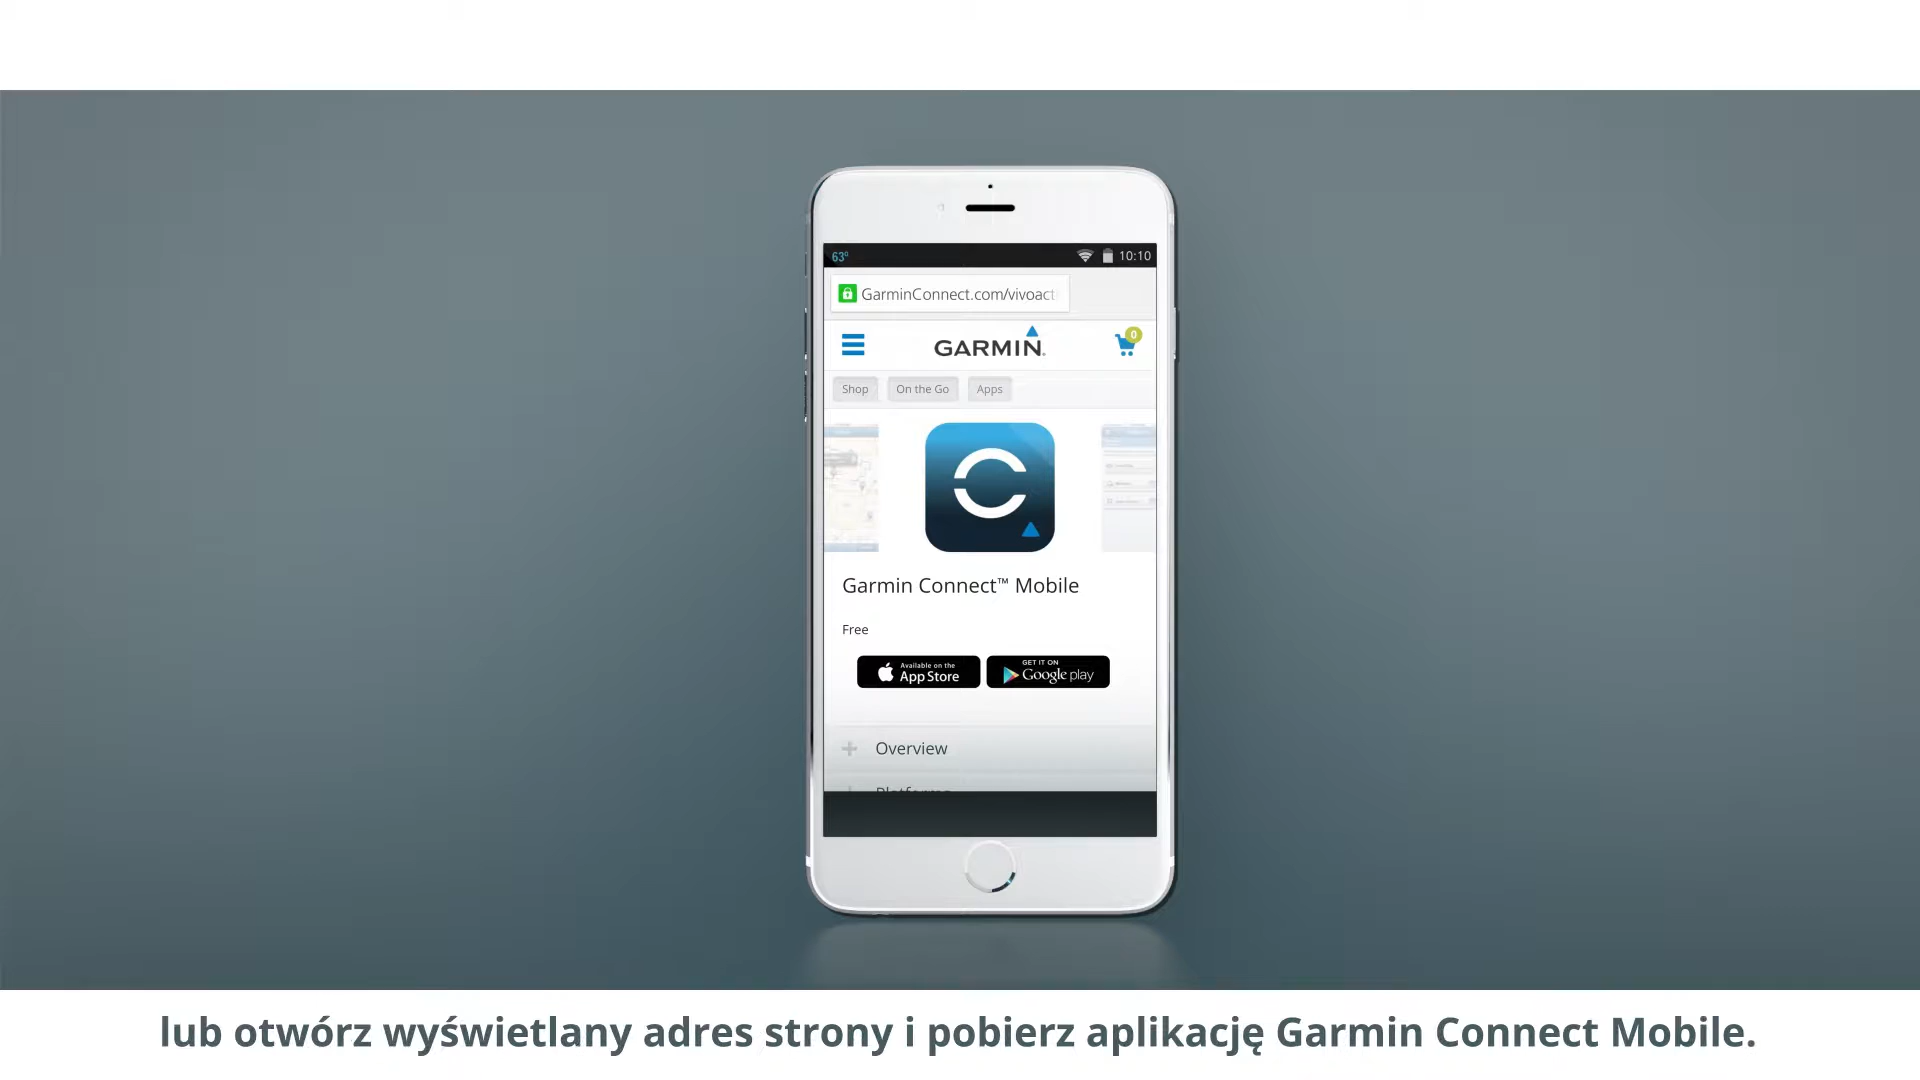 63°
10:10
GarminConnect.com/vivoact
GARMIN
0
Shop
On the Go
Apps
Garmin Connect™ Mobile
Free
Available on the
App Store
GET IT ON
Google play
Overview
lub otwórz wyświetlany adres strony i pobierz aplikację Garmin Connect Mobile.